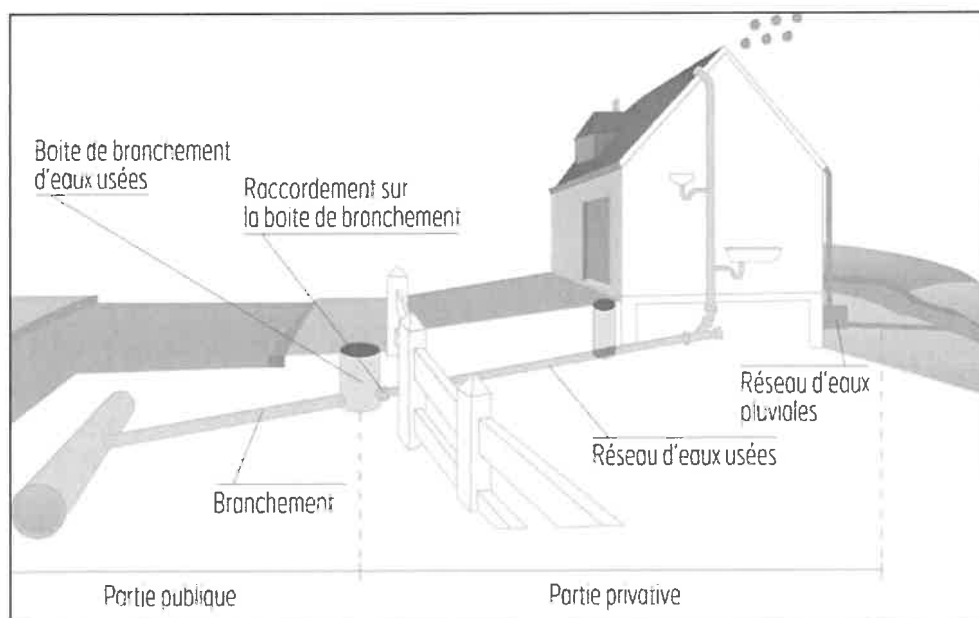 Boite de branchement
d'eaux usées
Raccordement sur
la boite de branchement
Réseau d'eaux
pluviales
Réseau d'eaux usées
Branchement
Partie publique
Partie privative